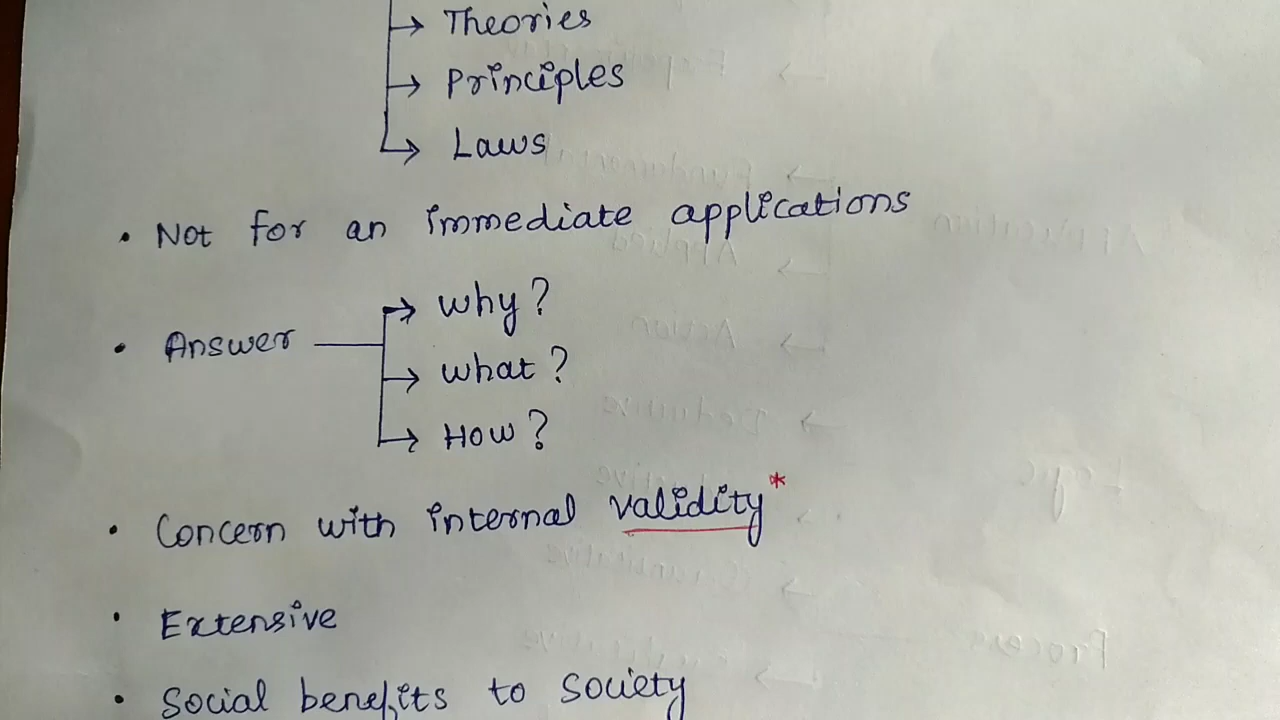 → Theories
→ Principles
→ Laws
• Not for an immediate applications
→ why?
• Answer → what?
→ How?
• Concern with internal validity*
• Extensive
• Social benefits to society